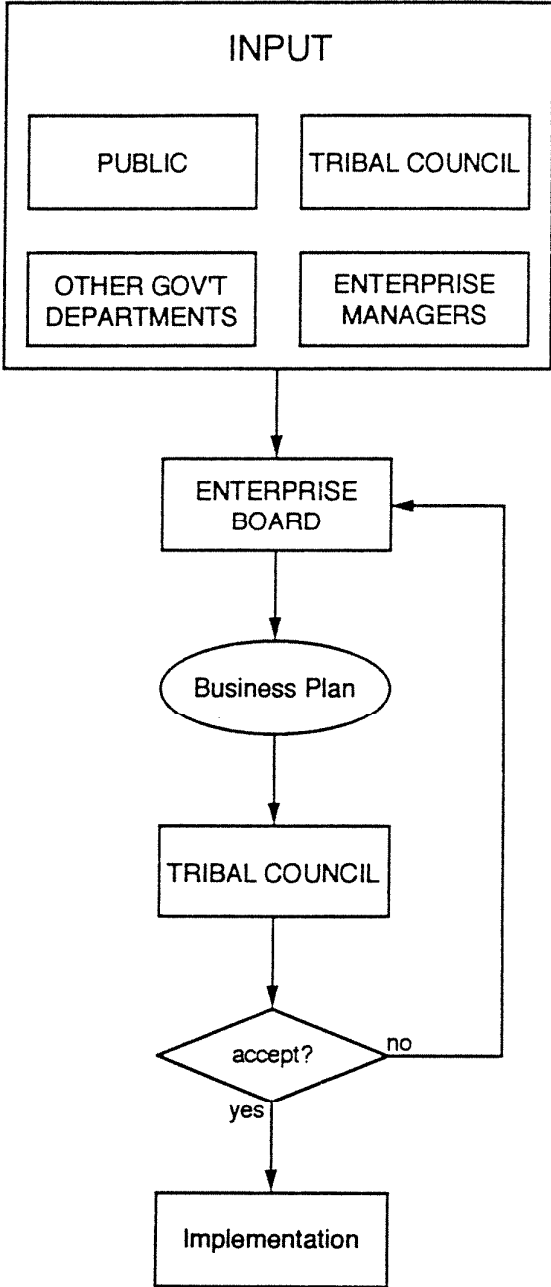 INPUT
PUBLIC
TRIBAL COUNCIL
OTHER GOV'T
DEPARTMENTS
ENTERPRISE
MANAGERS
ENTERPRISE
BOARD
Business Plan
TRIBAL COUNCIL
accept?
no
yes
Implementation